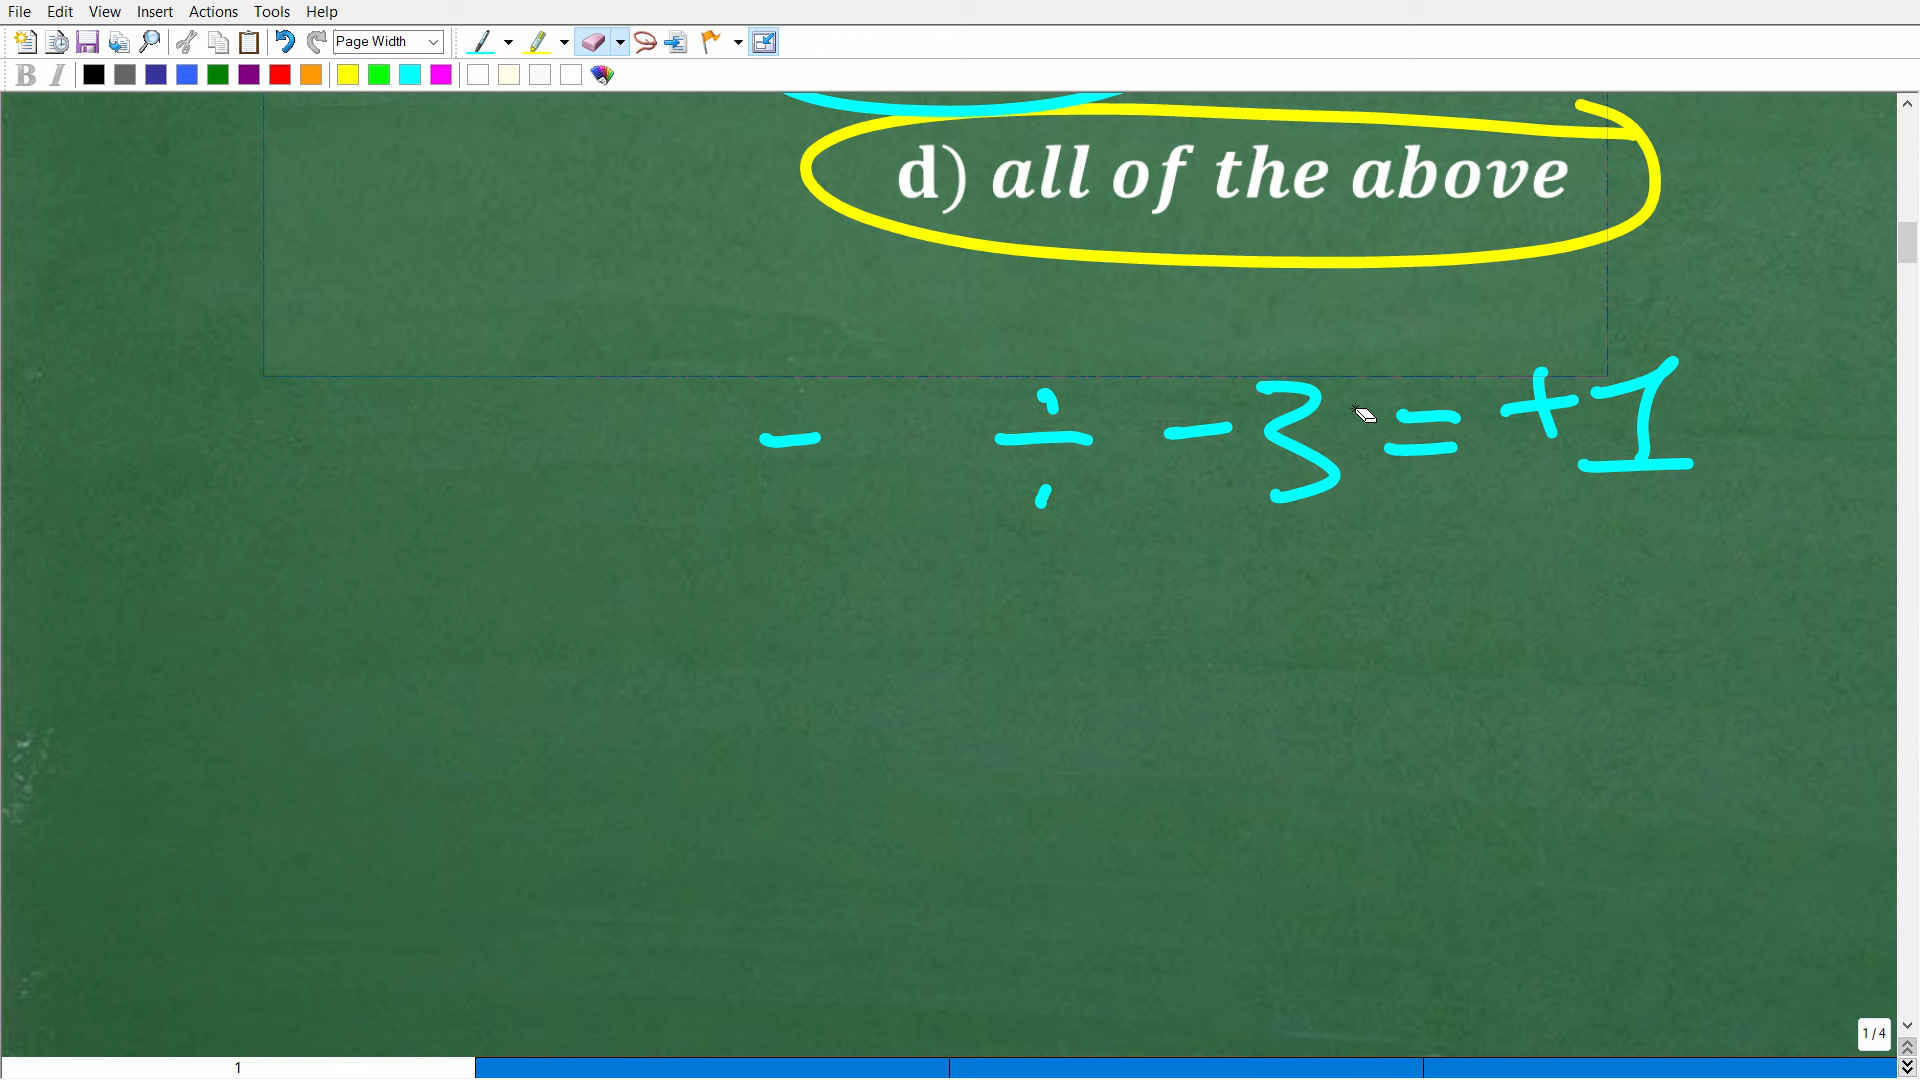 File Edit View Insert Actions Tools Help
Page Width
B I
d) all of the above
- ÷ -3 = +1
1 / 4
1